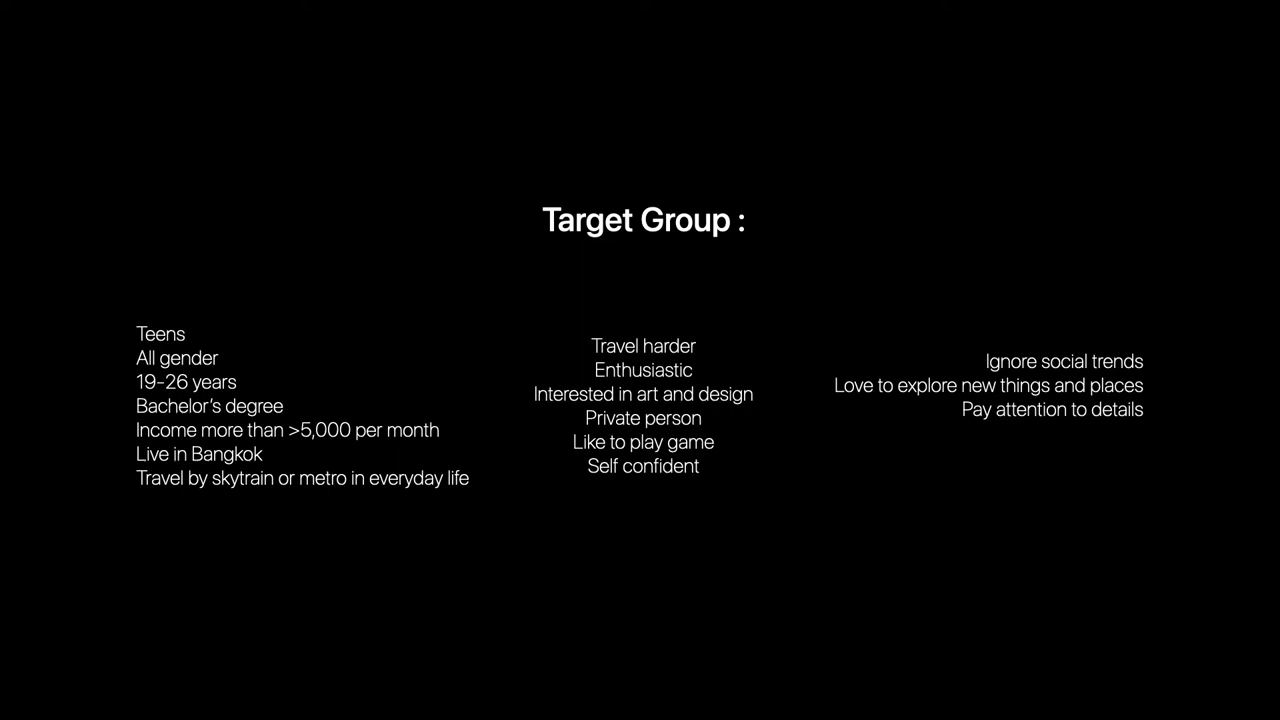 Target Group :
Teens
All gender
19-26 years
Bachelor’s degree
Income more than >5,000 per month
Live in Bangkok
Travel by skytrain or metro in everyday life
Travel harder
Enthusiastic
Interested in art and design
Private person
Like to play game
Self confident
Ignore social trends
Love to explore new things and places
Pay attention to details